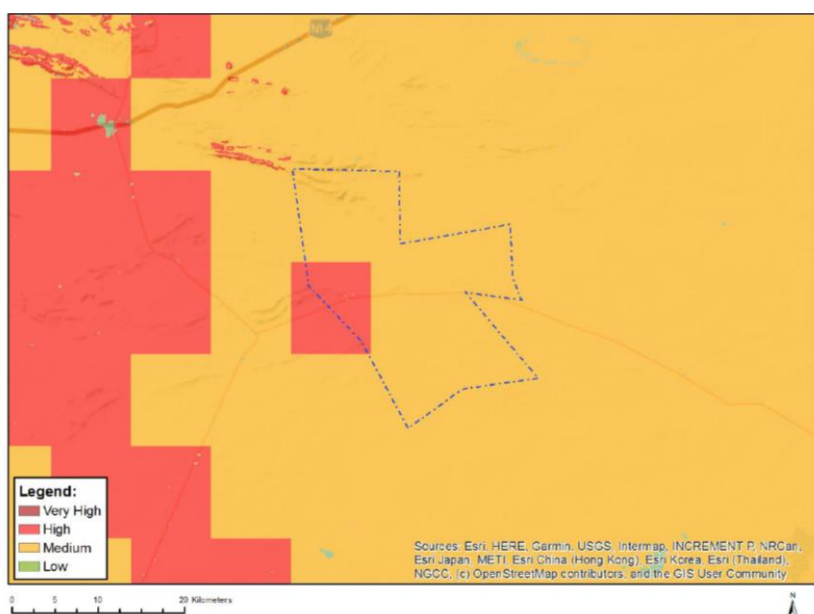 N14
Legend:
Very High
High
Medium
Low
Sources: Esri, HERE, Garmin, USGS, Intermap, INCREMENT P, NRCan,
Esri Japan, METI, Esri China (Hong Kong), Esri Korea, Esri (Thailand),
NGCC, (c) OpenStreetMap contributors, and the GIS User Community
0 5 10 20 Kilometers
N